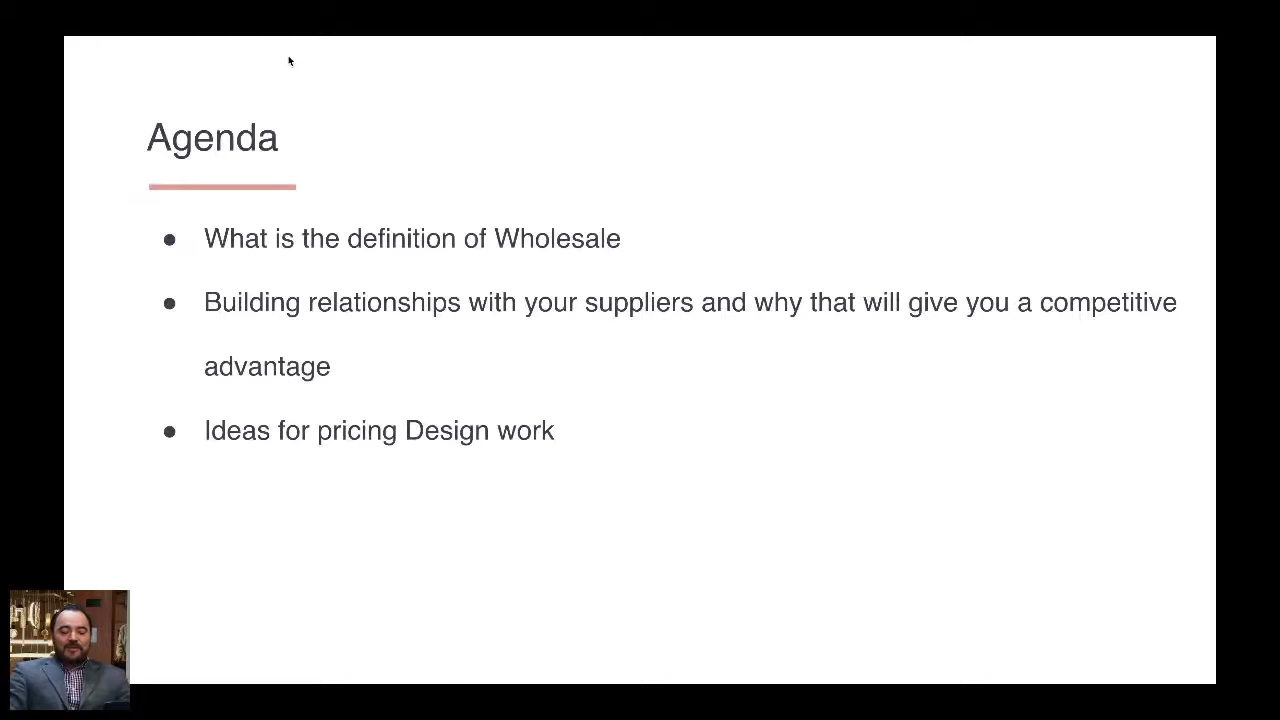 Agenda
● What is the definition of Wholesale
● Building relationships with your suppliers and why that will give you a competitive
advantage
● Ideas for pricing Design work